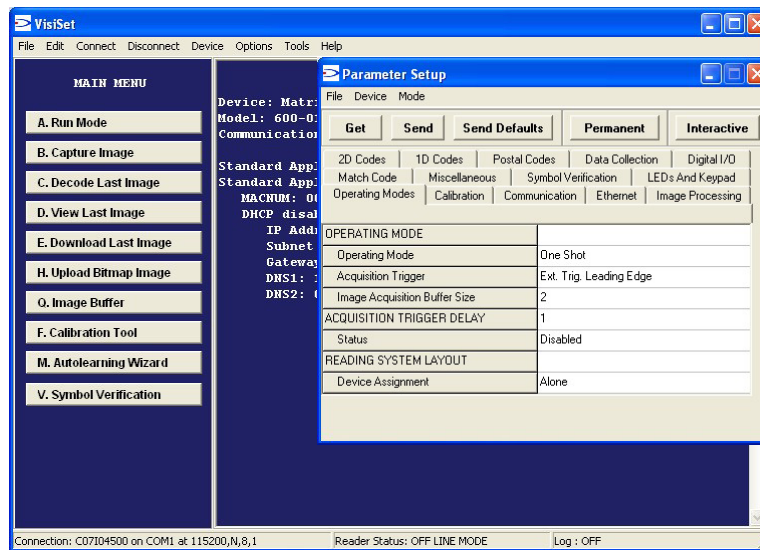 VisiSet
File Edit Connect Disconnect Device Options Tools Help
MAIN MENU
A. Run Mode
B. Capture Image
C. Decode Last Image
D. View Last Image
E. Download Last Image
H. Upload Bitmap Image
Q. Image Buffer
F. Calibration Tool
M. Autolearning Wizard
V. Symbol Verification
Device: Matr
Model: 600-0
Communication
Standard Appl
Standard Appl
MACNUM: 0
DHCP disa
IP Addr
Subnet
Gateway
DNS1:
DNS2:
Parameter Setup
File Device Mode
Get Send Send Defaults Permanent Interactive
2D Codes 1D Codes Postal Codes Data Collection Digital I/O
Match Code Miscellaneous Symbol Verification LEDs And Keypad
Operating Modes Calibration Communication Ethernet Image Processing
OPERATING MODE
Operating Mode One Shot
Acquisition Trigger Ext. Trig. Leading Edge
Image Acquisition Buffer Size 2
ACQUISITION TRIGGER DELAY 1
Status Disabled
READING SYSTEM LAYOUT
Device Assignment Alone
Connection: C07I04500 on COM1 at 115200,N,8,1 Reader Status: OFF LINE MODE Log : OFF